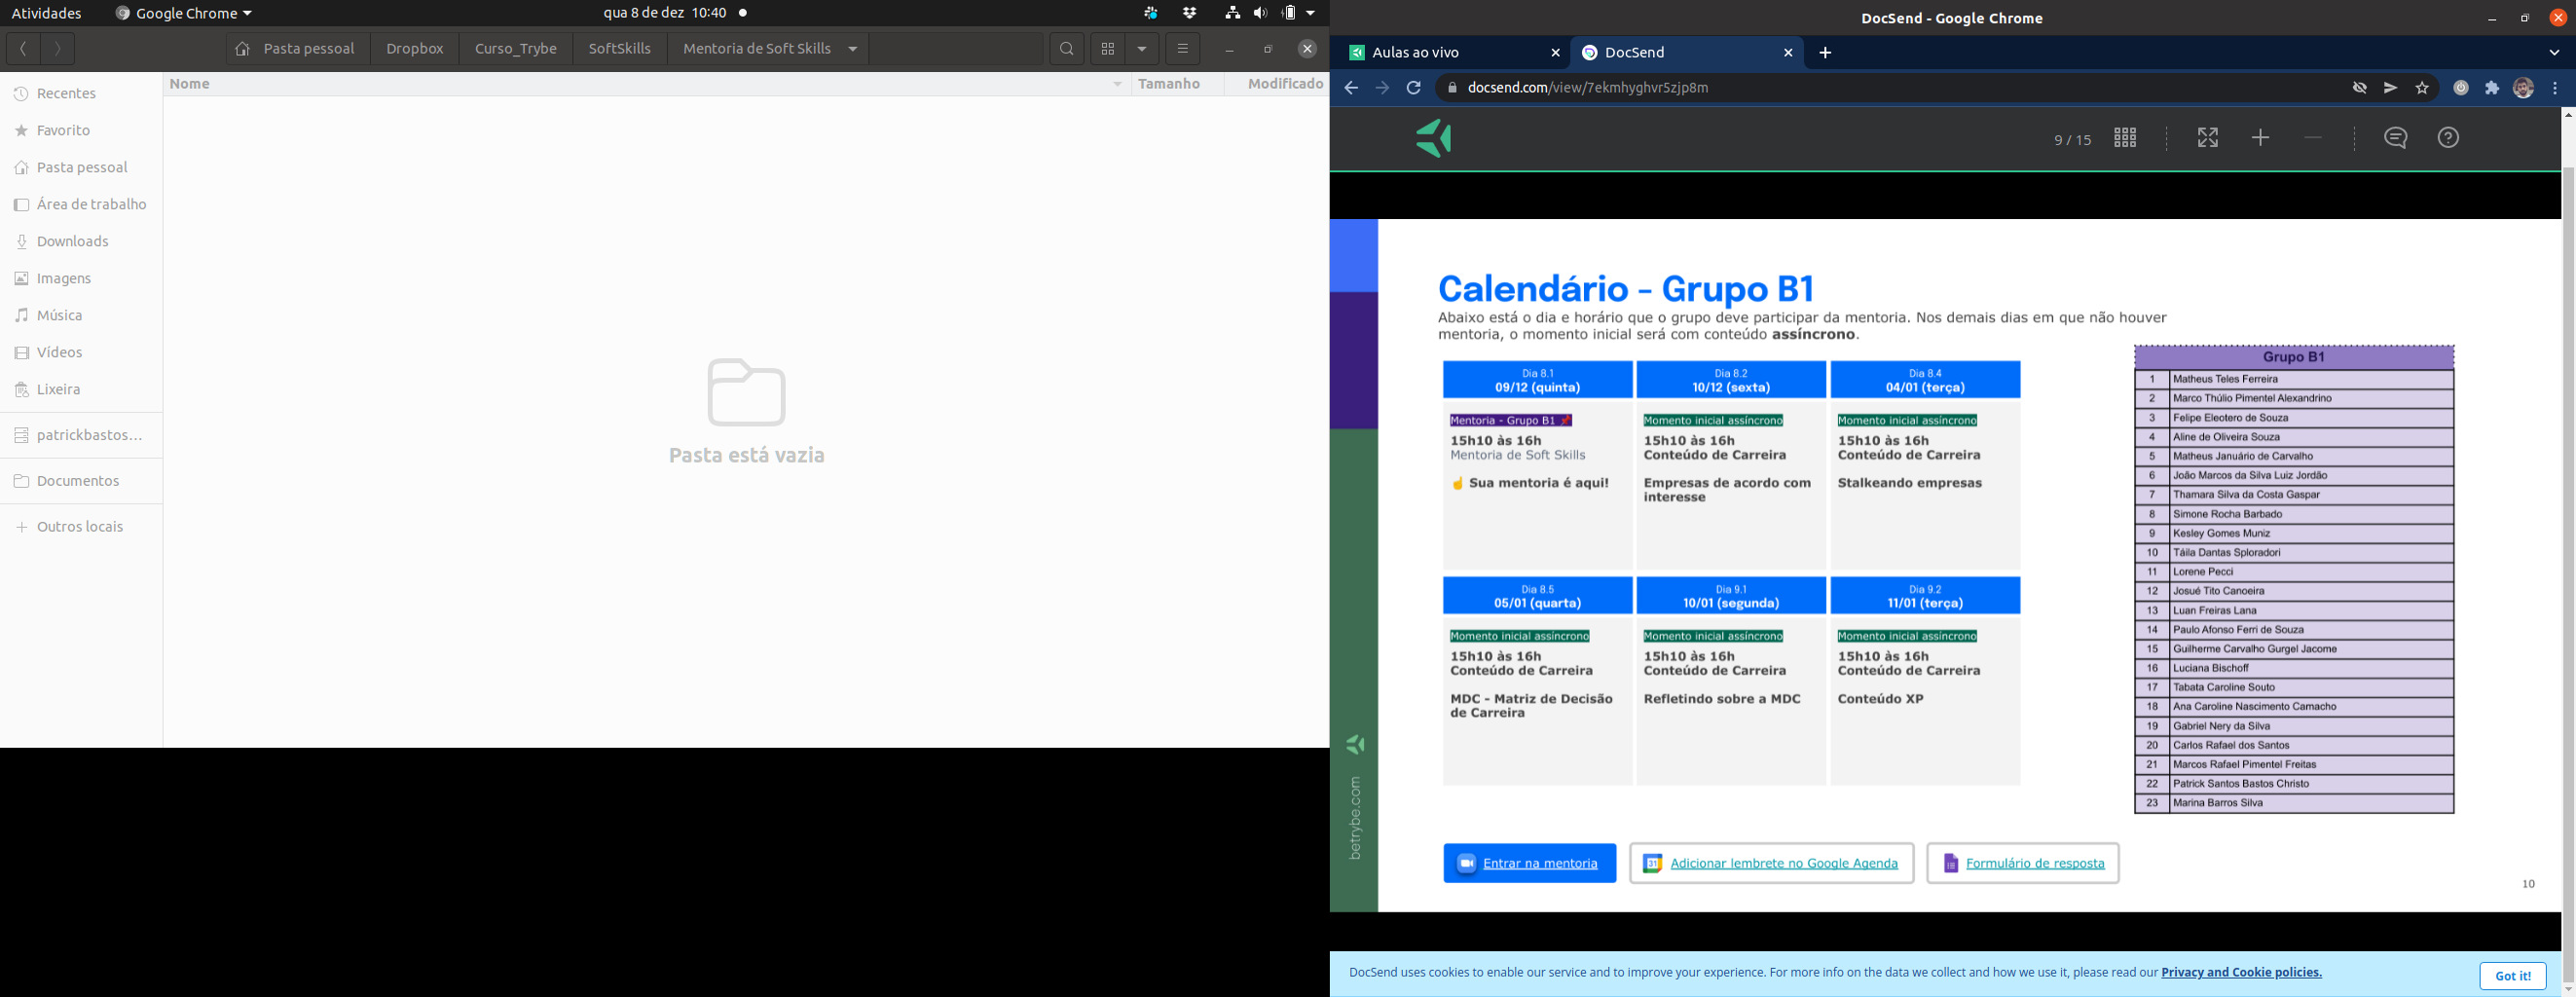 Atividades
Google Chrome
qua 8 de dez 10:40
Pasta pessoal
Dropbox
Curso_Trybe
SoftSkills
Mentoria de Soft Skills
Nome
Tamanho
Modificado
Recentes
Favorito
Pasta pessoal
Área de trabalho
Downloads
Imagens
Música
Vídeos
Lixeira
patrickbastos...
Documentos
Outros locais
Pasta está vazia
DocSend - Google Chrome
Aulas ao vivo
DocSend
docsend.com/view/7ekmhyghvr5zjp8m
9 / 15
Calendário - Grupo B1
Abaixo está o dia e horário que o grupo deve participar da mentoria. Nos demais dias em que não houver
mentoria, o momento inicial será com conteúdo assíncrono.
Dia 8.1
09/12 (quinta)
Mentoria - Grupo B1 📌
15h10 às 16h
Mentoria de Soft Skills
☝ Sua mentoria é aqui!
Dia 8.2
10/12 (sexta)
Momento inicial assíncrono
15h10 às 16h
Conteúdo de Carreira
Empresas de acordo com
interesse
Dia 8.4
04/01 (terça)
Momento inicial assíncrono
15h10 às 16h
Conteúdo de Carreira
Stalkeando empresas
Dia 8.5
05/01 (quarta)
Momento inicial assíncrono
15h10 às 16h
Conteúdo de Carreira
MDC - Matriz de Decisão
de Carreira
Dia 9.1
10/01 (segunda)
Momento inicial assíncrono
15h10 às 16h
Conteúdo de Carreira
Refletindo sobre a MDC
Dia 9.2
11/01 (terça)
Momento inicial assíncrono
15h10 às 16h
Conteúdo de Carreira
Conteúdo XP
Grupo B1
1 Matheus Teles Ferreira
2 Marco Thúlio Pimentel Alexandrino
3 Felipe Eleotero de Souza
4 Aline de Oliveira Souza
5 Matheus Januário de Carvalho
6 João Marcos da Silva Luiz Jordão
7 Thamara Silva da Costa Gaspar
8 Simone Rocha Barbado
9 Kesley Gomes Muniz
10 Táila Dantas Sploradori
11 Lorene Pecci
12 Josué Tito Canoeira
13 Luan Freiras Lana
14 Paulo Afonso Ferri de Souza
15 Guilherme Carvalho Gurgel Jacome
16 Luciana Bischoff
17 Tabata Caroline Souto
18 Ana Caroline Nascimento Camacho
19 Gabriel Nery da Silva
20 Carlos Rafael dos Santos
21 Marcos Rafael Pimentel Freitas
22 Patrick Santos Bastos Christo
23 Marina Barros Silva
betrybe.com
Entrar na mentoria
31
Adicionar lembrete no Google Agenda
Formulário de resposta
10
DocSend uses cookies to enable our service and to improve your experience. For more info on the data we collect and how we use it, please read our Privacy and Cookie policies.
Got it!